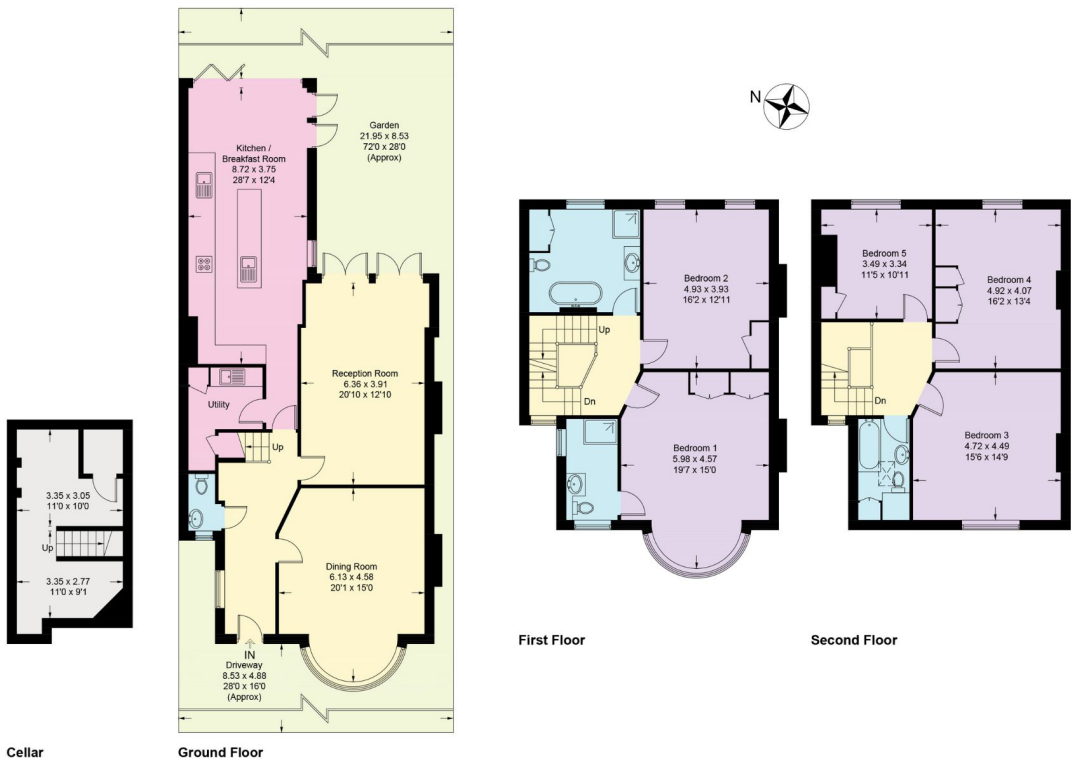 N
Garden
21.95 x 8.53
72'0 x 28'0
(Approx)
Kitchen /
Breakfast Room
8.72 x 3.75
28'7 x 12'4
Utility
Up
Reception Room
6.36 x 3.91
20'10 x 12'10
Dining Room
6.13 x 4.58
20'1 x 15'0
IN
Driveway
8.53 x 4.88
28'0 x 16'0
(Approx)
3.35 x 3.05
11'0 x 10'0
Up
3.35 x 2.77
11'0 x 9'1
Cellar
Ground Floor
Bedroom 2
4.93 x 3.93
16'2 x 12'11
Up
Dn
Bedroom 1
5.98 x 4.57
19'7 x 15'0
First Floor
Bedroom 5
3.49 x 3.34
11'5 x 10'11
Bedroom 4
4.92 x 4.07
16'2 x 13'4
Dn
Bedroom 3
4.72 x 4.49
15'6 x 14'9
Second Floor